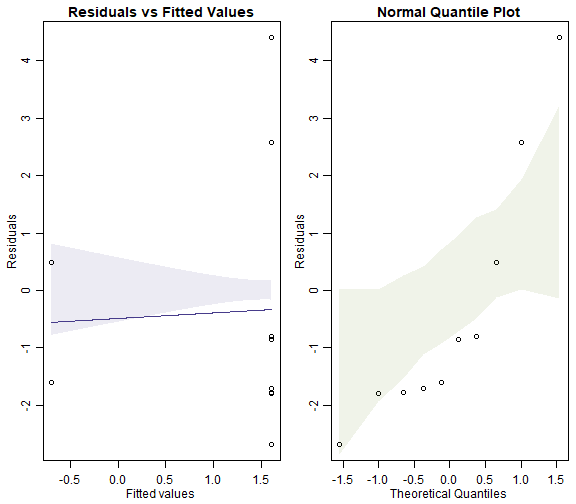 Residuals vs Fitted Values
Residuals
4
3
2
1
0
-1
-2
-0.5 0.0 0.5 1.0 1.5
Fitted values
Normal Quantile Plot
Residuals
4
3
2
1
0
-1
-2
-1.5 -1.0 -0.5 0.0 0.5 1.0 1.5
Theoretical Quantiles